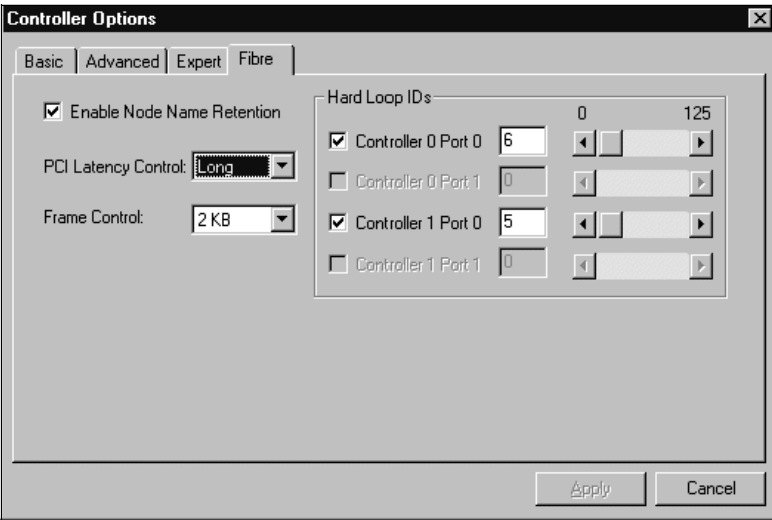 Controller Options
Basic Advanced Expert Fibre
Enable Node Name Retention
PCI Latency Control: Long
Frame Control: 2 KB
Hard Loop IDs
0 125
Controller 0 Port 0 6
Controller 0 Port 1 0
Controller 1 Port 0 5
Controller 1 Port 1 0
Apply Cancel